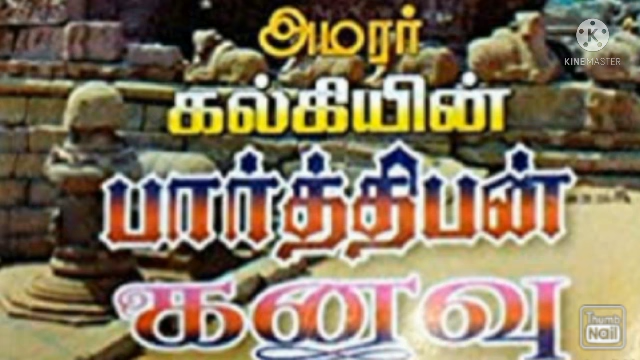 அமரர்
KINEMASTER
கல்கியின்
பார்த்திபன்
கனவு
Thumb
Nail